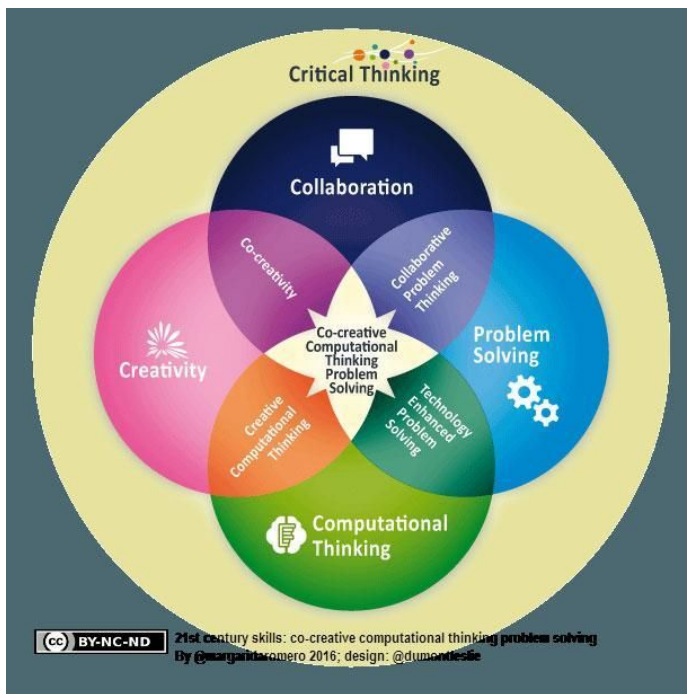 Critical Thinking
Collaboration
Co-creativity
Collaborative
Problem
Thinking
Creativity
Co-creative
Computational
Thinking
Problem
Solving
Problem
Solving
Creative
Computational
Thinking
Technology
Enhanced
Problem
Solving
Computational
Thinking
cc BY-NC-ND
21st century skills: co-creative computational thinking problem solving
By @margaridaromero 2016; design: @dumontleslie